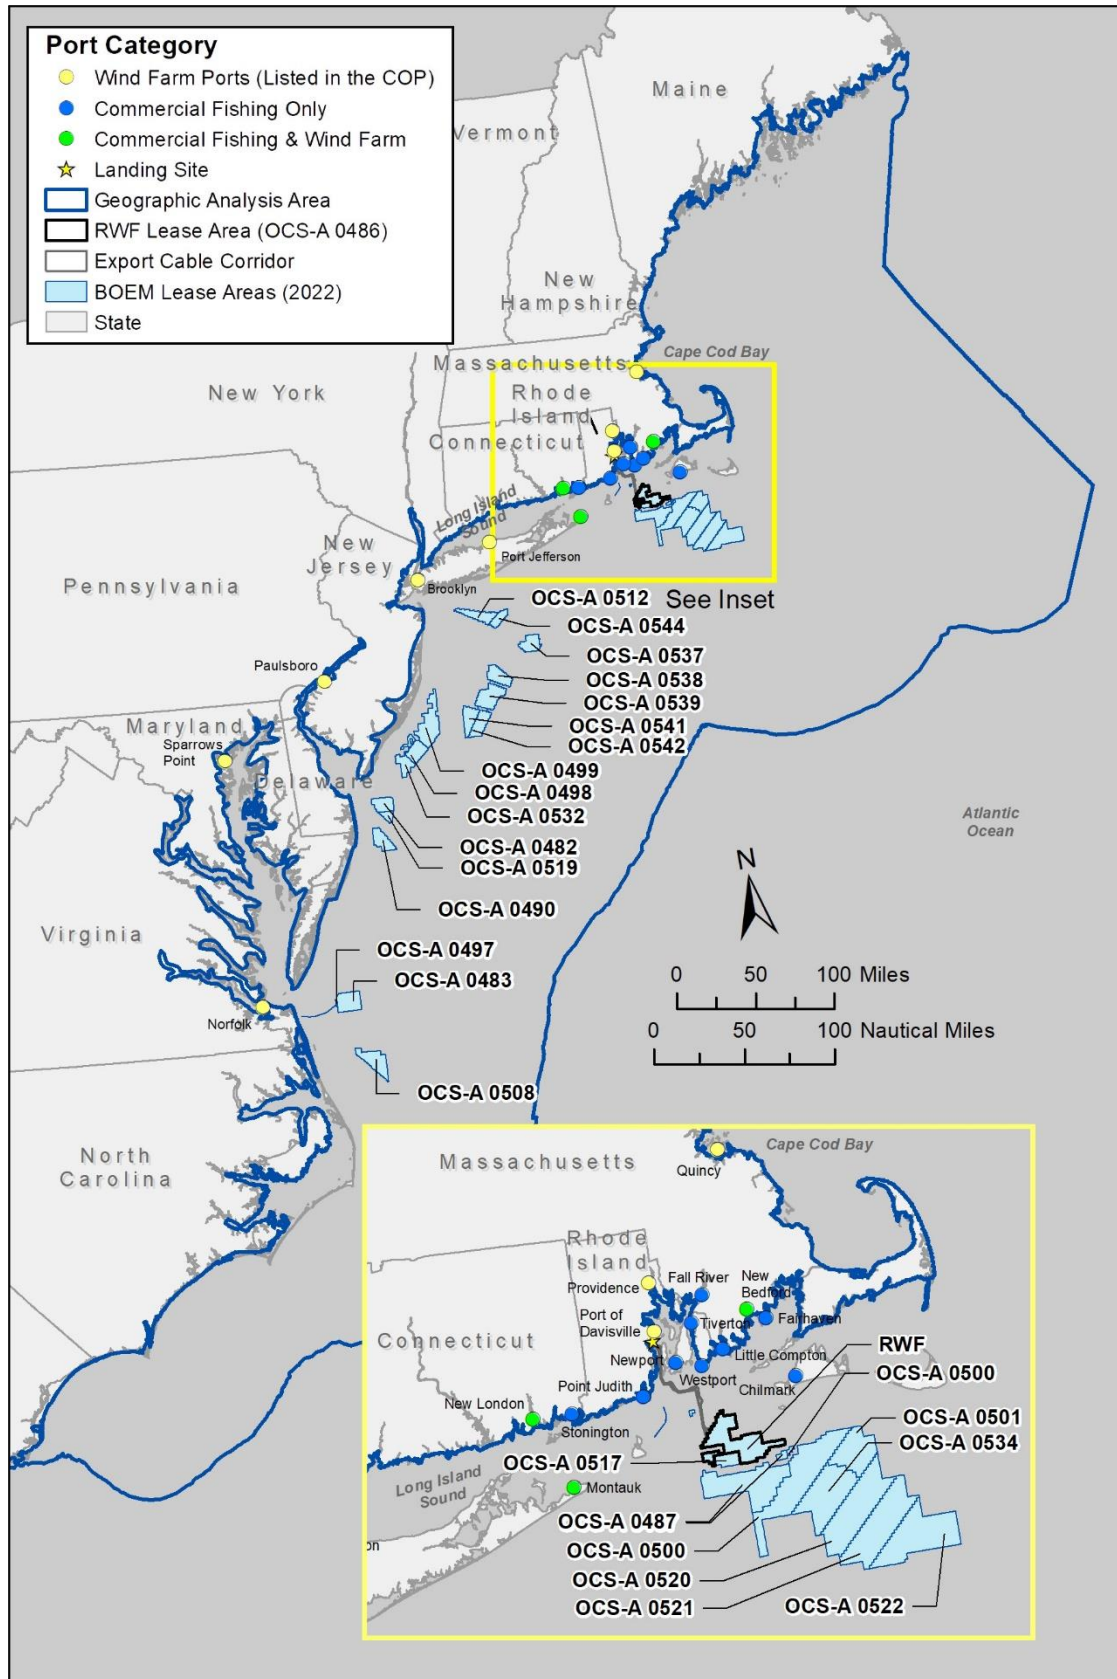 Port Category
Wind Farm Ports (Listed in the COP)
Commercial Fishing Only
Commercial Fishing & Wind Farm
Landing Site
Geographic Analysis Area
RWF Lease Area (OCS-A 0486)
Export Cable Corridor
BOEM Lease Areas (2022)
State
Maine
Vermont
New
Hampshire
Massachusetts
Cape Cod Bay
New York
Rhode
Island
Connecticut
Long Island
Sound
Port Jefferson
New
Jersey
Pennsylvania
Brooklyn
See Inset
OCS-A 0512
OCS-A 0544
OCS-A 0537
OCS-A 0538
OCS-A 0539
OCS-A 0541
OCS-A 0542
Paulsboro
Maryland
Sparrows
Point
Delaware
OCS-A 0499
OCS-A 0498
OCS-A 0532
OCS-A 0482
OCS-A 0519
OCS-A 0490
Atlantic
Ocean
N
Virginia
OCS-A 0497
OCS-A 0483
Norfolk
OCS-A 0508
0 50 100 Miles
0 50 100 Nautical Miles
North
Carolina
Massachusetts
Cape Cod Bay
Quincy
Rhode
Island
Providence
Fall River
New
Bedford
Port of
Davisville
Tiverton
Fairhaven
Connecticut
Newport
Little Compton
Westport
Chilmark
RWF
OCS-A 0500
Point Judith
New London
Stonington
OCS-A 0501
OCS-A 0534
OCS-A 0517
Long Island
Sound
Montauk
OCS-A 0487
OCS-A 0500
OCS-A 0520
OCS-A 0521
OCS-A 0522
on